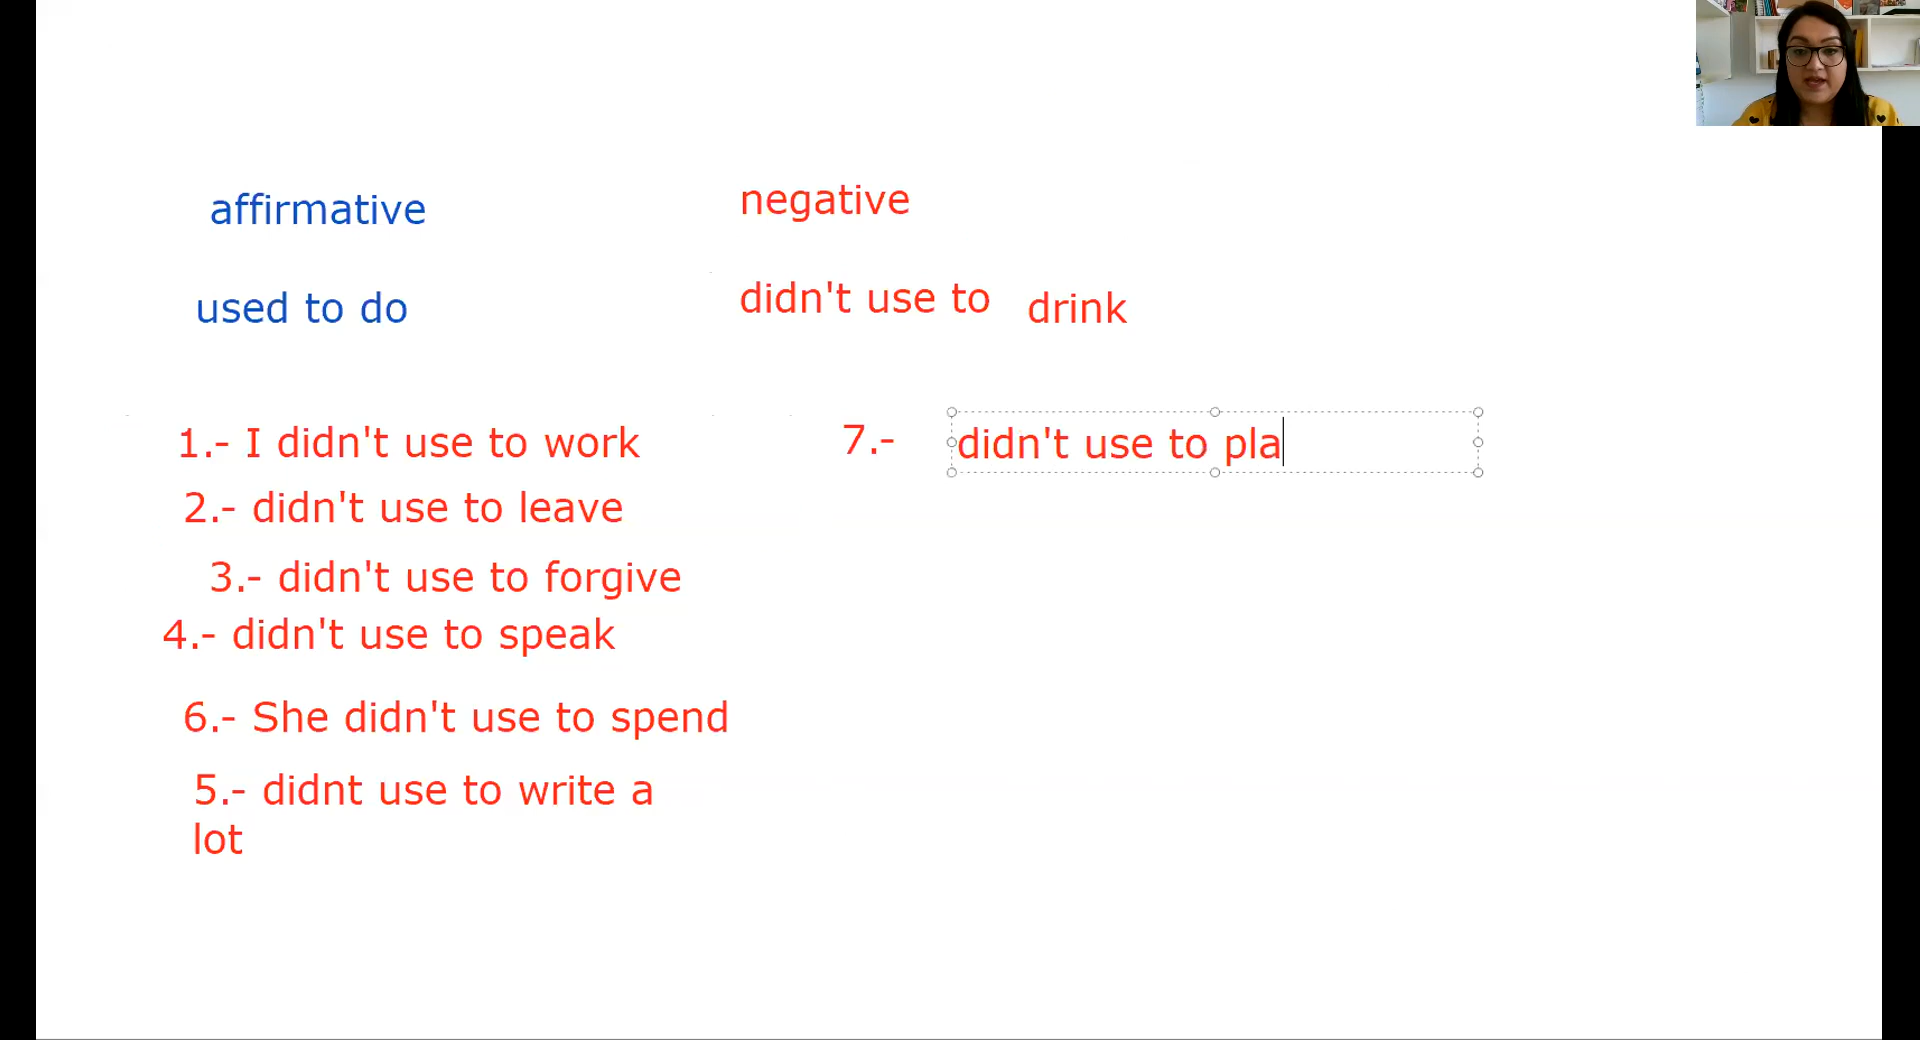 affirmative
negative
used to do
didn't use to drink
1.- I didn't use to work
2.- didn't use to leave
3.- didn't use to forgive
4.- didn't use to speak
6.- She didn't use to spend
5.- didnt use to write a
lot
7.- didn't use to pla